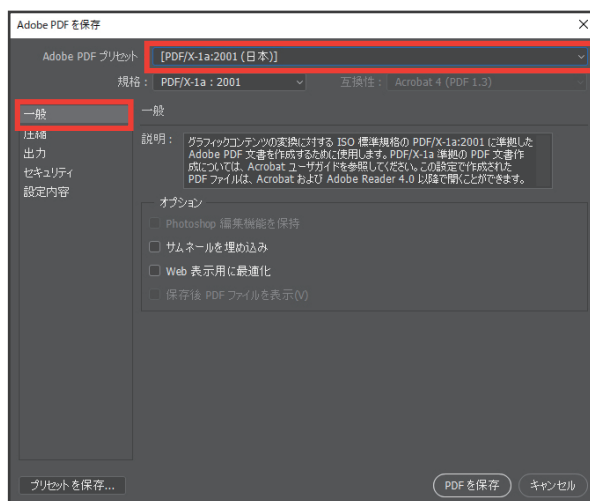 Adobe PDF を保存
Adobe PDF プリセット [PDF/X-1a:2001 (日本)]
規格： PDF/X-1a : 2001 互換性： Acrobat 4 (PDF 1.3)
一般
圧縮
出力
セキュリティ
設定内容
一般
説明： グラフィックコンテンツの変換に対する ISO 標準規格の PDF/X-1a:2001 に準拠した
Adobe PDF 文書を作成するために使用します。PDF/X-1a 準拠の PDF 文書作
成については、Acrobat ユーザガイドを参照してください。この設定で作成された
PDF ファイルは、Acrobat および Adobe Reader 4.0 以降で開くことができます。
オプション
Photoshop 編集機能を保持
サムネールを埋め込み
Web 表示用に最適化
保存後 PDF ファイルを表示(V)
プリセットを保存... PDF を保存 キャンセル